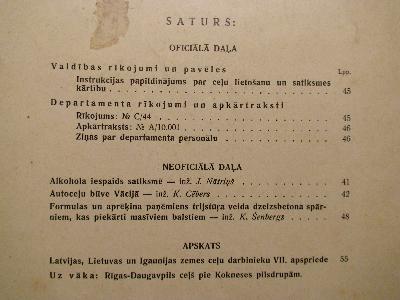 SATURS:
OFICIĀLĀ DAĻA
Valdības rīkojumi un pavēles
Lpp.
Instrukcijas papildinājums par ceļu lietošanu un satiksmes
kārtību . . . . . . . . . . . . . . . . . . . . . 45
Departamenta rīkojumi un apkārtraksti
Rīkojums: № C/44 . . . . . . . . . . . . . . . 45
Apkārtraksts: № A/10.001 . . . . . . . . . . . . 46
Ziņas par departamenta personālu . . . . . . . . . 46
NEOFICIĀLĀ DAĻA
Alkohola iespaids satiksmē — inž. J. Nātriņš . . . . . . . 41
Autoceļu būve Vācijā — inž. K. Cēbers . . . . . . . . 42
Formulas un aprēķina paņēmiens trijstūra veida dzelzsbetona spār-
niem, kas piekārti masīviem balstiem — inž. K. Šenbergs . . . 48
APSKATS
Latvijas, Lietuvas un Igaunijas zemes ceļu darbinieku VII. apspriede 55
Uz vāka: Rīgas-Daugavpils ceļš pie Kokneses pilsdrupām.